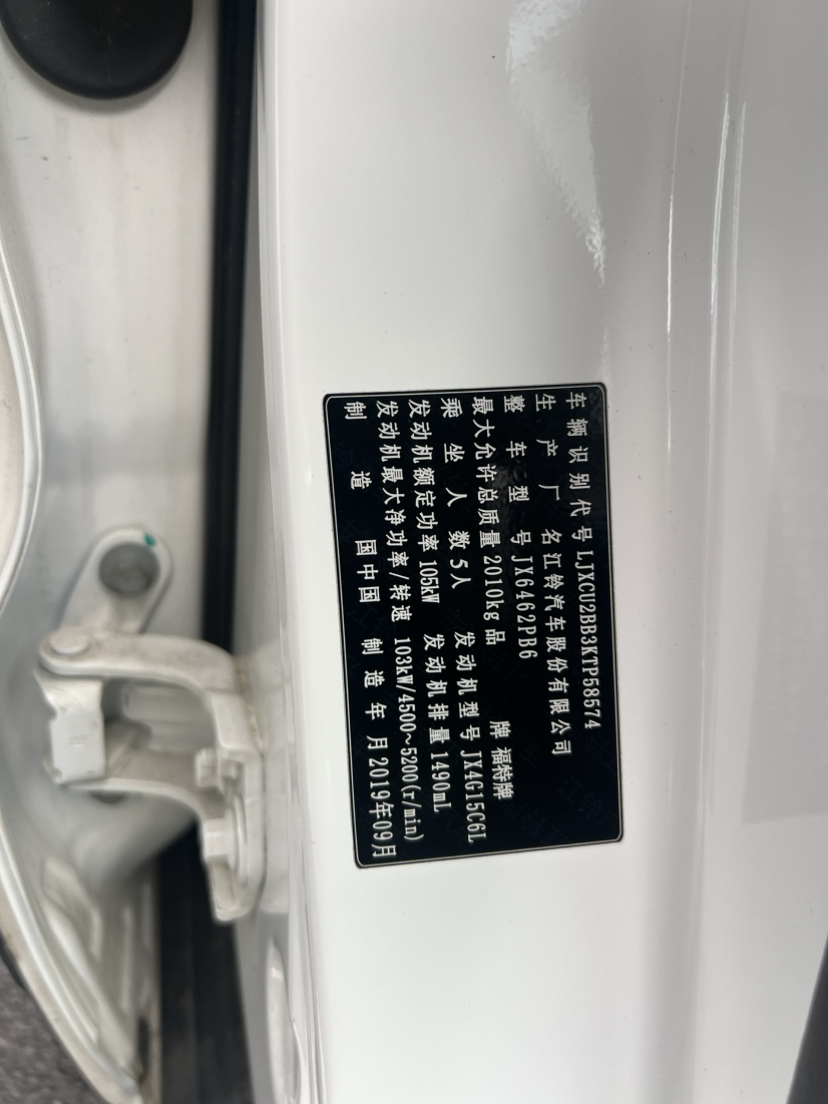 车辆识别代号 LJXCU2BB3KTP58574
生产厂名 江铃汽车股份有限公司
整车型号 JX6462PB6
最大允许总质量 2010kg 品牌 福特牌
乘坐人数 5人 发动机型号 JX4G15C6L
发动机额定功率 105kW 发动机排量 1490mL
发动机最大净功率/转速 103kW/4500~5200(r/min)
制造国 中国 制造年月 2019年09月